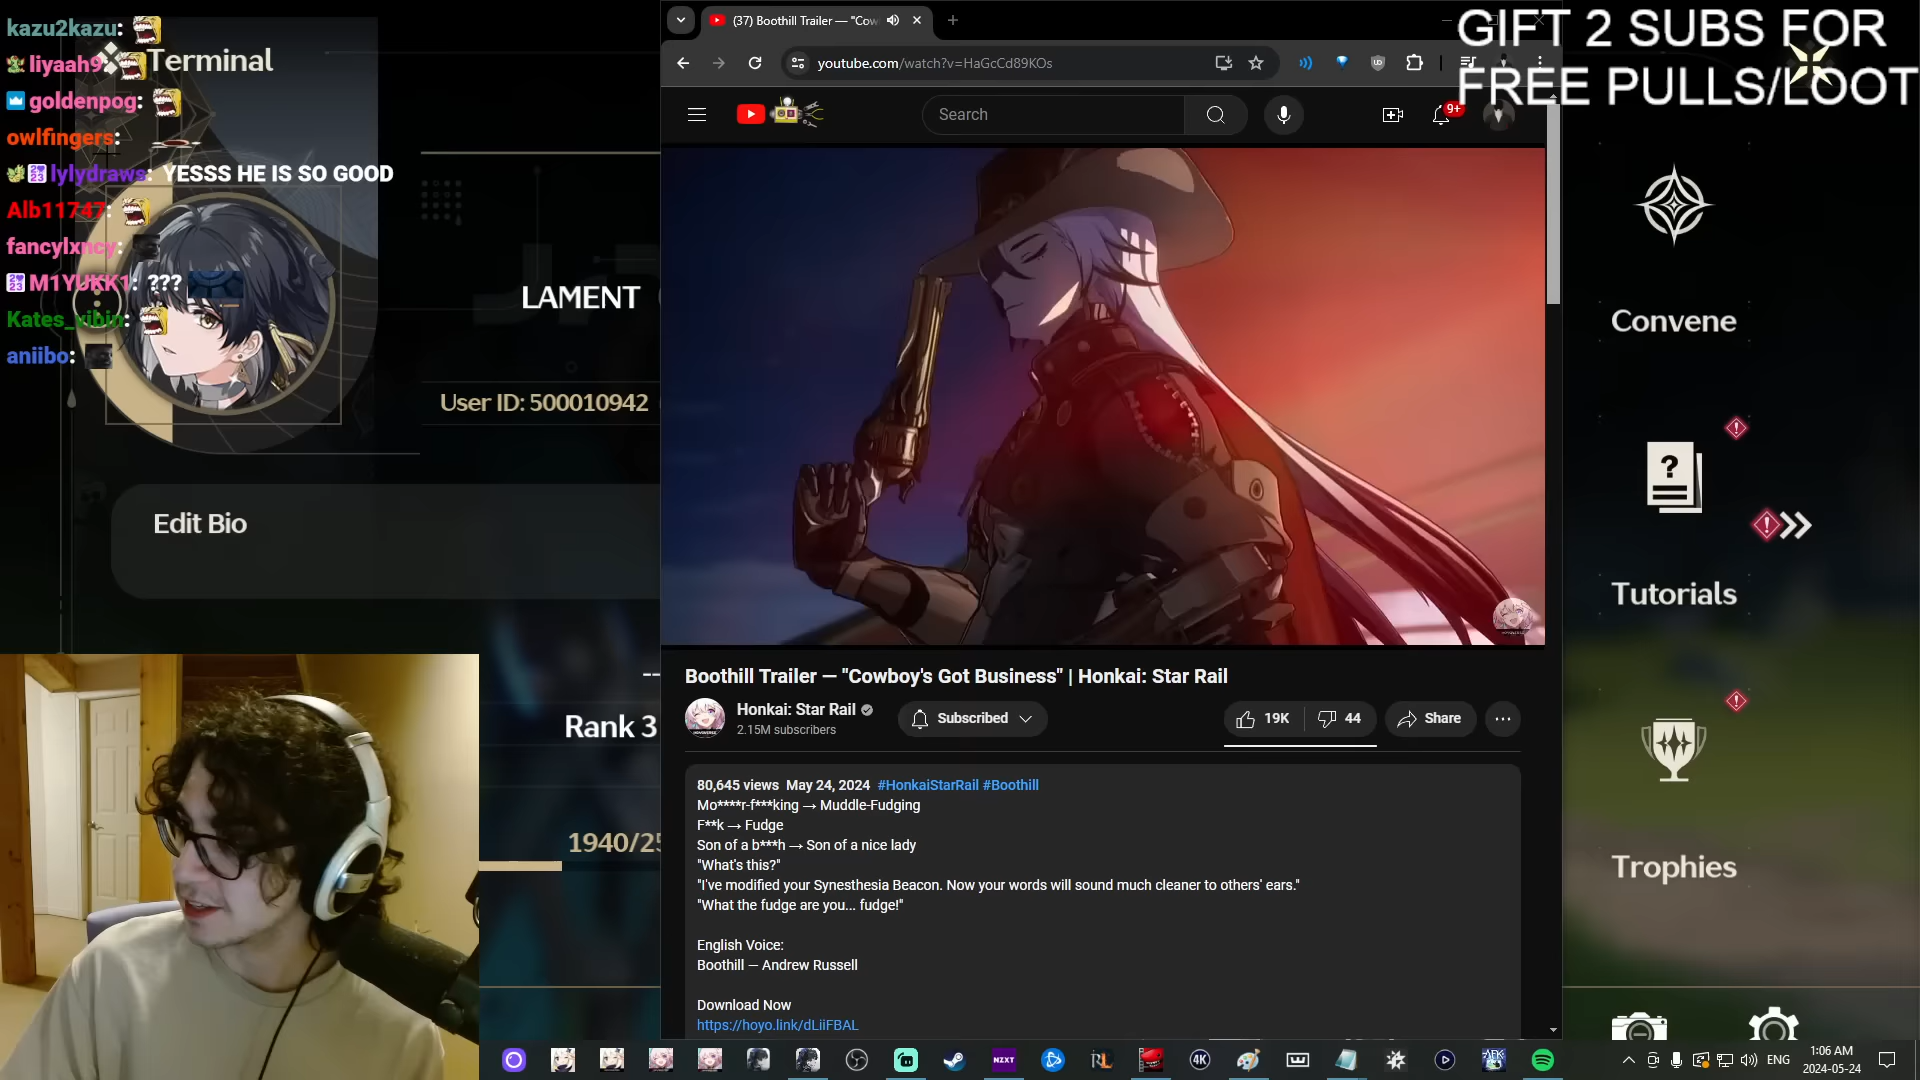 kazu2kazu:
liyaah9
goldenpog:
owlfingers:
lylydraws: YESSS HE IS SO GOOD
Alb11747:
fancylxncy:
M1YUKK1: ???
Kates_vibin:
aniibo:
Terminal
LAMENT
User ID: 500010942
Edit Bio
Rank 3
1940/25
(37) Boothill Trailer — "Cow
youtube.com/watch?v=HaGcCd89KOs
Search
9+
Boothill Trailer — "Cowboy's Got Business" | Honkai: Star Rail
Honkai: Star Rail
2.15M subscribers
Subscribed
19K
44
Share
80,645 views May 24, 2024 #HonkaiStarRail #Boothill
Mo****r-f***king → Muddle-Fudging
F**k → Fudge
Son of a b***h → Son of a nice lady
"What's this?"
"I've modified your Synesthesia Beacon. Now your words will sound much cleaner to others' ears."
"What the fudge are you... fudge!"
English Voice:
Boothill — Andrew Russell
Download Now
https://hoyo.link/dLiiFBAL
GIFT 2 SUBS FOR
FREE PULLS/LOOT
Convene
Tutorials
Trophies
NZXT
4K
AFK
ENG
1:06 AM
2024-05-24